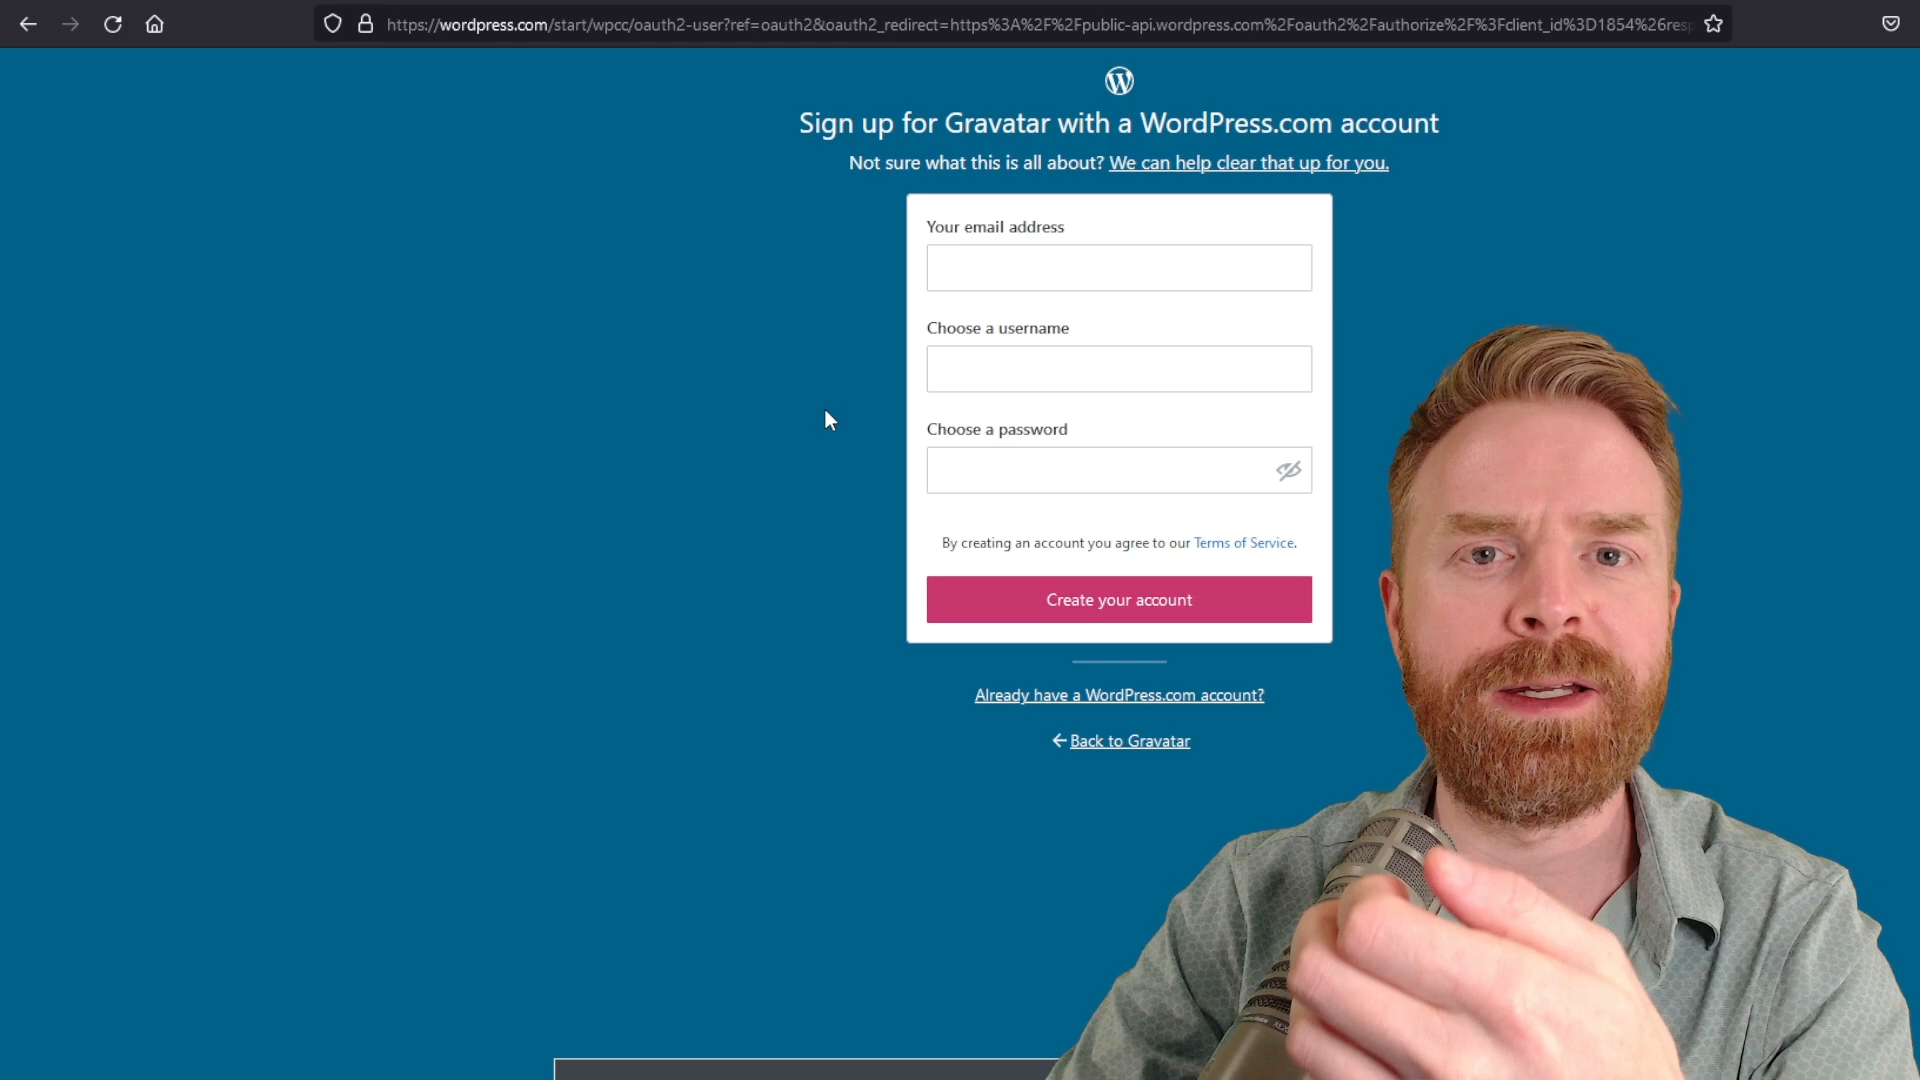 https://wordpress.com/start/wpcc/oauth2-user?ref=oauth2&oauth2_redirect=https%3A%2F%2Fpublic-api.wordpress.com%2Foauth2%2Fauthorize%2F%3Fclient_id%3D1854%26resp
Sign up for Gravatar with a WordPress.com account
Not sure what this is all about? We can help clear that up for you.
Your email address
Choose a username
Choose a password
By creating an account you agree to our Terms of Service.
Create your account
Already have a WordPress.com account?
← Back to Gravatar